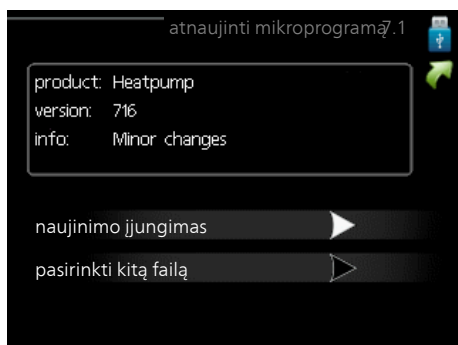 atnaujinti mikroprogramą 7.1
product: Heatpump
version: 716
info: Minor changes
naujinimo įjungimas
pasirinkti kitą failą